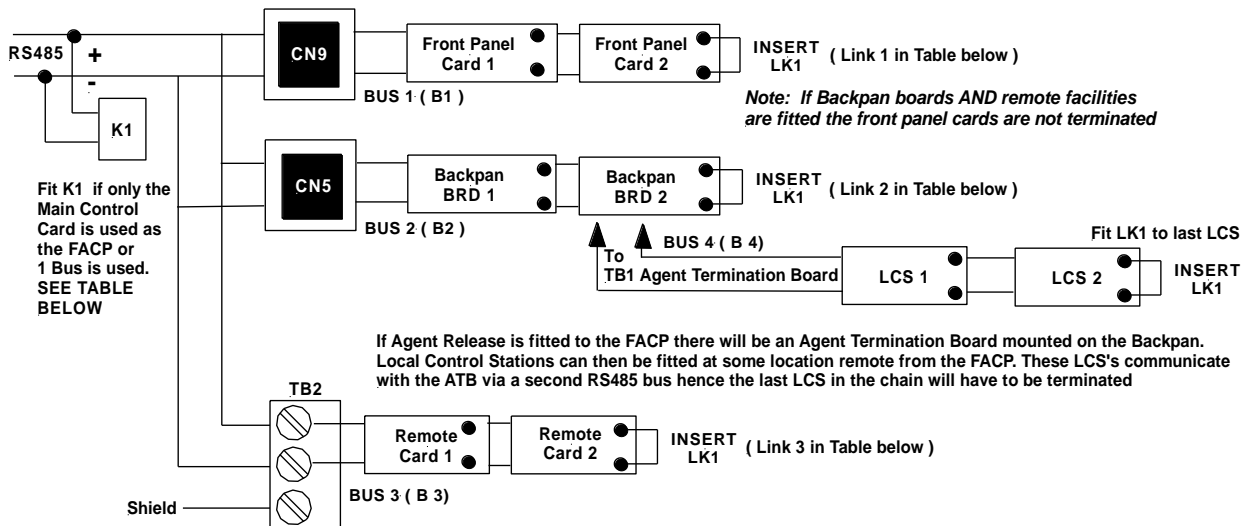 RS485
+
-
K1
CN9
Front Panel
Card 1
Front Panel
Card 2
INSERT
LK1
( Link 1 in Table below )
BUS 1 ( B1)
Note: If Backpan boards AND remote facilities
are fitted the front panel cards are not terminated
Fit K1 if only the
Main Control
Card is used as
the FACP or
1 Bus is used.
SEE TABLE
BELOW
CN5
Backpan
BRD 1
Backpan
BRD 2
INSERT
LK1
( Link 2 in Table below )
BUS 2 ( B2)
BUS 4 ( B 4)
To
TB1 Agent Termination Board
Fit LK1 to last LCS
LCS 1
LCS 2
INSERT
LK1
If Agent Release is fitted to the FACP there will be an Agent Termination Board mounted on the Backpan.
Local Control Stations can then be fitted at some location remote from the FACP. These LCS's communicate
with the ATB via a second RS485 bus hence the last LCS in the chain will have to be terminated
TB2
Remote
Card 1
Remote
Card 2
INSERT
LK1
( Link 3 in Table below )
BUS 3 ( B 3)
Shield